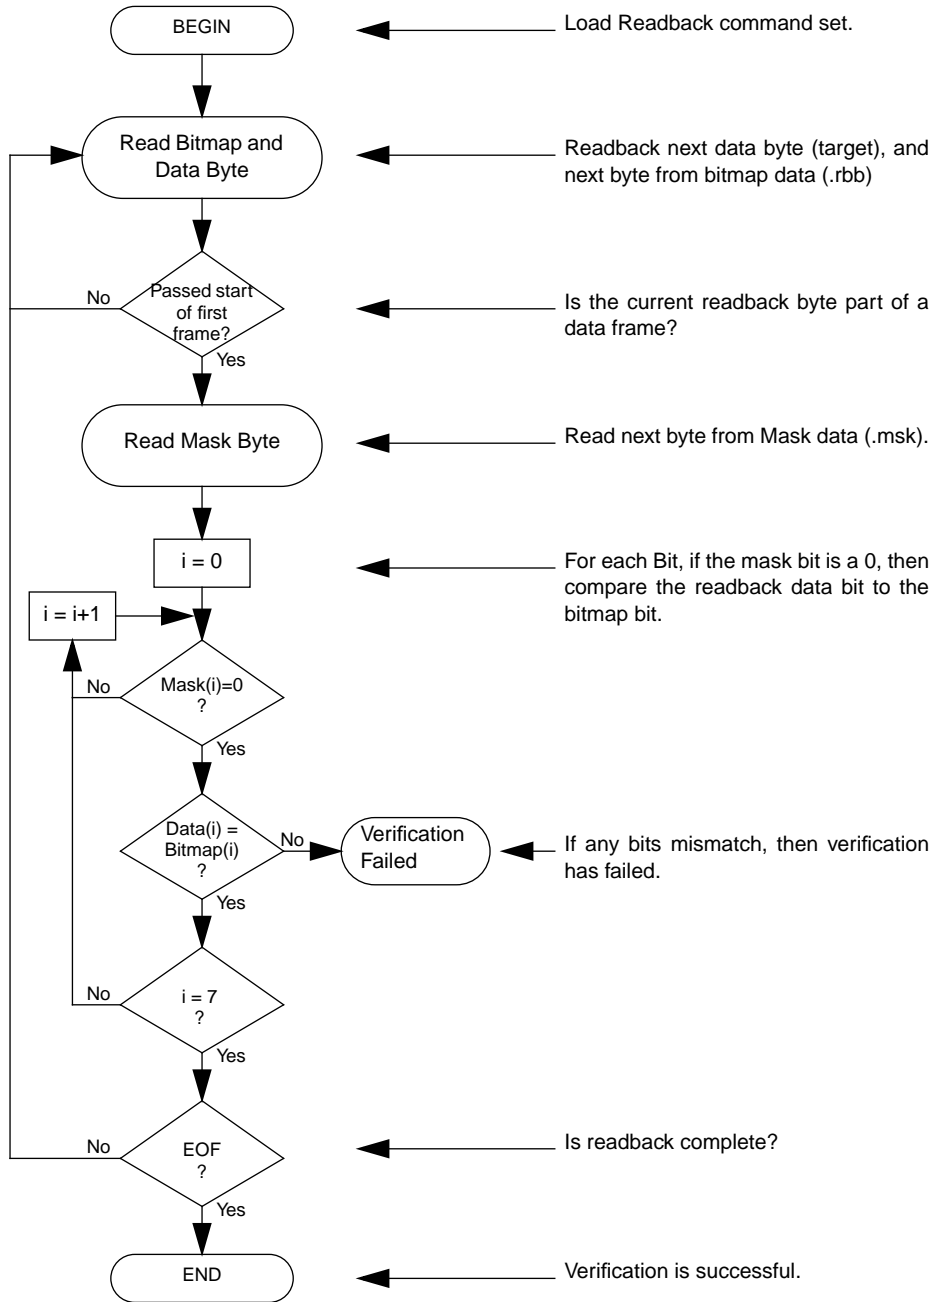 BEGIN
Load Readback command set.
Read Bitmap and
Data Byte
Readback next data byte (target), and
next byte from bitmap data (.rbb)
No
Passed start
of first
frame?
Yes
Is the current readback byte part of a
data frame?
Read Mask Byte
Read next byte from Mask data (.msk).
i = 0
For each Bit, if the mask bit is a 0, then
compare the readback data bit to the
bitmap bit.
i = i+1
No
Mask(i)=0
?
Yes
Data(i) =
Bitmap(i)
?
No
Yes
Verification
Failed
If any bits mismatch, then verification
has failed.
No
i = 7
?
Yes
No
EOF
?
Yes
Is readback complete?
END
Verification is successful.